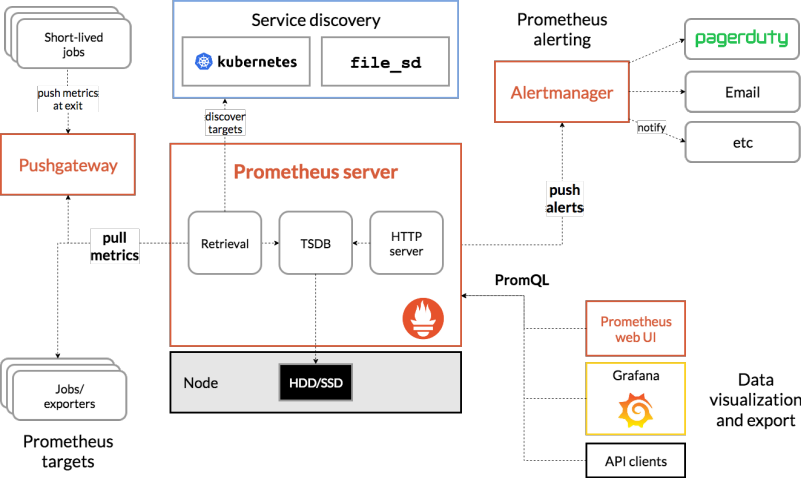 Short-lived
jobs
push metrics
at exit
Pushgateway
Service discovery
kubernetes
file_sd
discover
targets
Prometheus
alerting
Alertmanager
pagerduty
Email
notify
etc
Prometheus server
Retrieval
TSDB
HTTP
server
pull
metrics
push
alerts
PromQL
Node
HDD/SSD
Jobs/
exporters
Prometheus
targets
Prometheus
web UI
Grafana
API clients
Data
visualization
and export